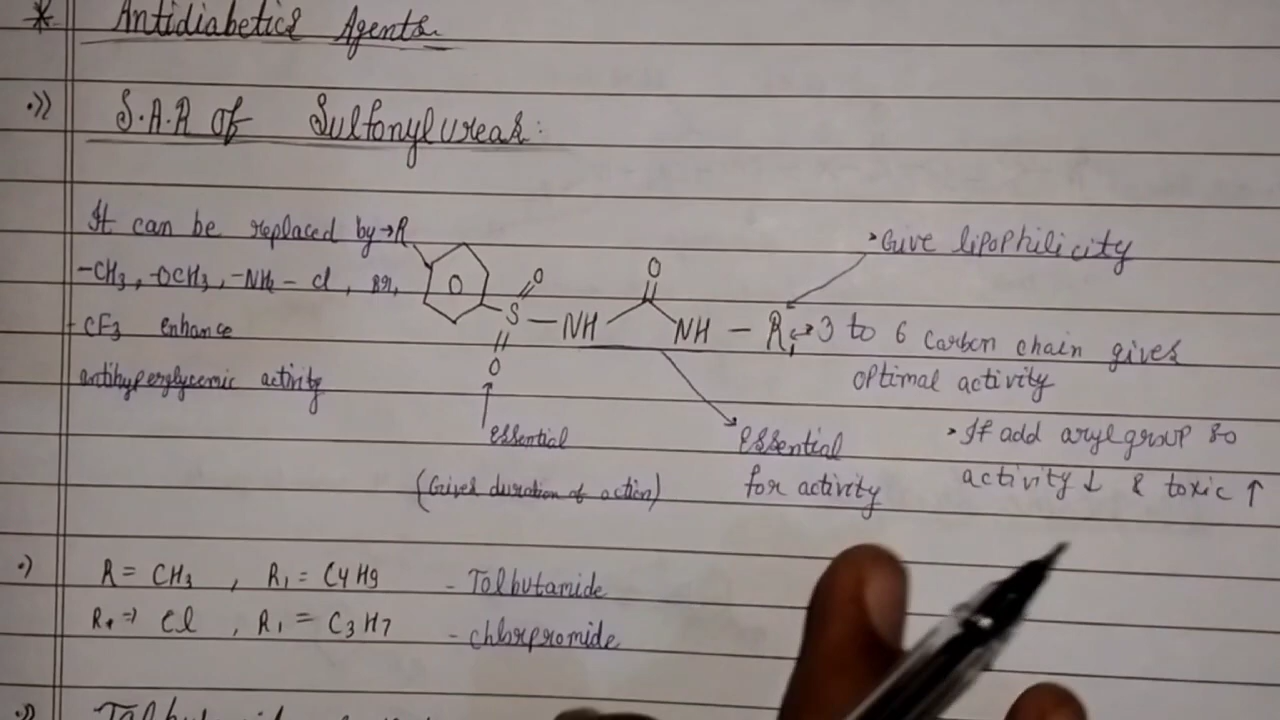 * Antidiabetics Agents
•)) S.A.R of Sulfonylureas:
It can be replaced by → R
-CH3, -OCH3, -NH2 - Cl, Br,
- CF3 enhance
antihyperglycemic activity
O
S - NH
O
O
NH - R1
• Give lipophilicity
→ 3 to 6 carbon chain gives
optimal activity
• If add aryl group so
activity ↓ & toxic ↑
essential
(Gives duration of action)
Essential
for activity
•) R = CH3 , R1 = C4H9 - Tolbutamide
R ⇒ Cl , R1 = C3H7 - chlorpromide